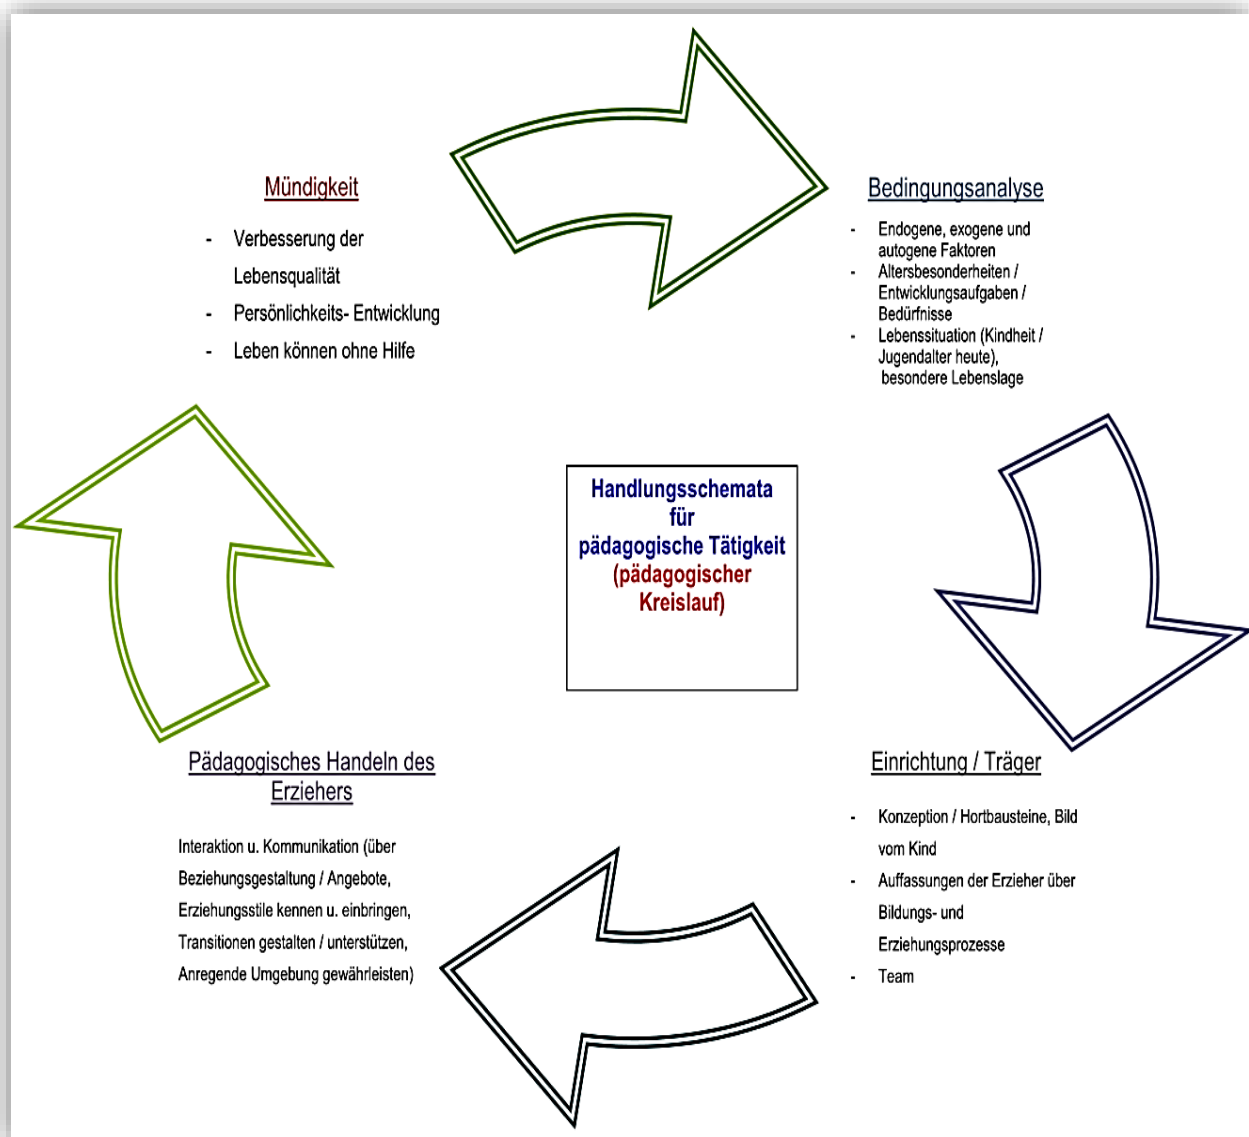 Mündigkeit
- Verbesserung der
Lebensqualität
- Persönlichkeits- Entwicklung
- Leben können ohne Hilfe
Bedingungsanalyse
- Endogene, exogene und
autogene Faktoren
- Altersbesonderheiten /
Entwicklungsaufgaben /
Bedürfnisse
- Lebenssituation (Kindheit /
Jugendalter heute),
besondere Lebenslage
Handlungsschemata
für
pädagogische Tätigkeit
(pädagogischer
Kreislauf)
Pädagogisches Handeln des
Erziehers
Interaktion u. Kommunikation (über
Beziehungsgestaltung / Angebote,
Erziehungsstile kennen u. einbringen,
Transitionen gestalten / unterstützen,
Anregende Umgebung gewährleisten)
Einrichtung / Träger
- Konzeption / Hortbausteine, Bild
vom Kind
- Auffassungen der Erzieher über
Bildungs- und
Erziehungsprozesse
- Team